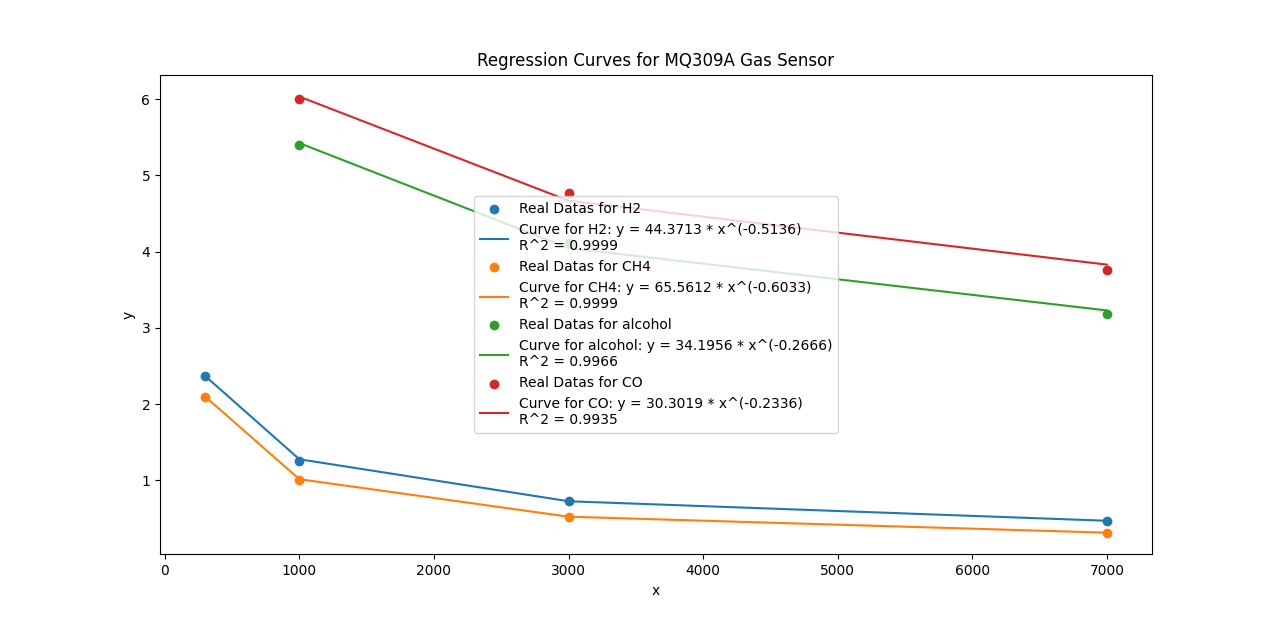 Regression Curves for MQ309A Gas Sensor
6
5
4
3
2
1
y
Real Datas for H2
Curve for H2: y = 44.3713 * x^(-0.5136)
R^2 = 0.9999
Real Datas for CH4
Curve for CH4: y = 65.5612 * x^(-0.6033)
R^2 = 0.9999
Real Datas for alcohol
Curve for alcohol: y = 34.1956 * x^(-0.2666)
R^2 = 0.9966
Real Datas for CO
Curve for CO: y = 30.3019 * x^(-0.2336)
R^2 = 0.9935
0 1000 2000 3000 4000 5000 6000 7000
x